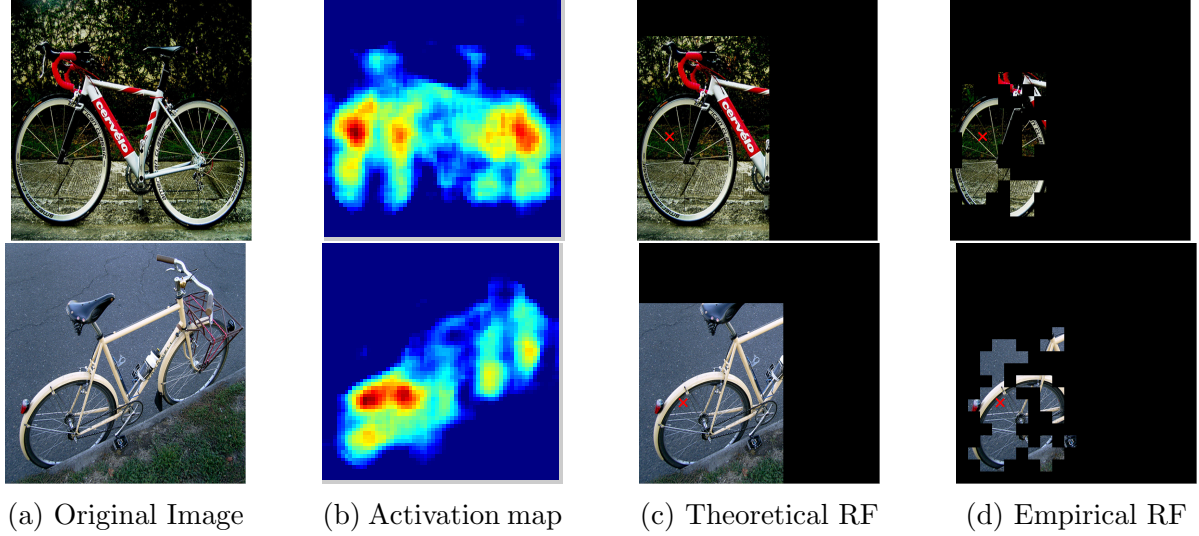 cervélo
cervélo
(a) Original Image
(b) Activation map
(c) Theoretical RF
(d) Empirical RF